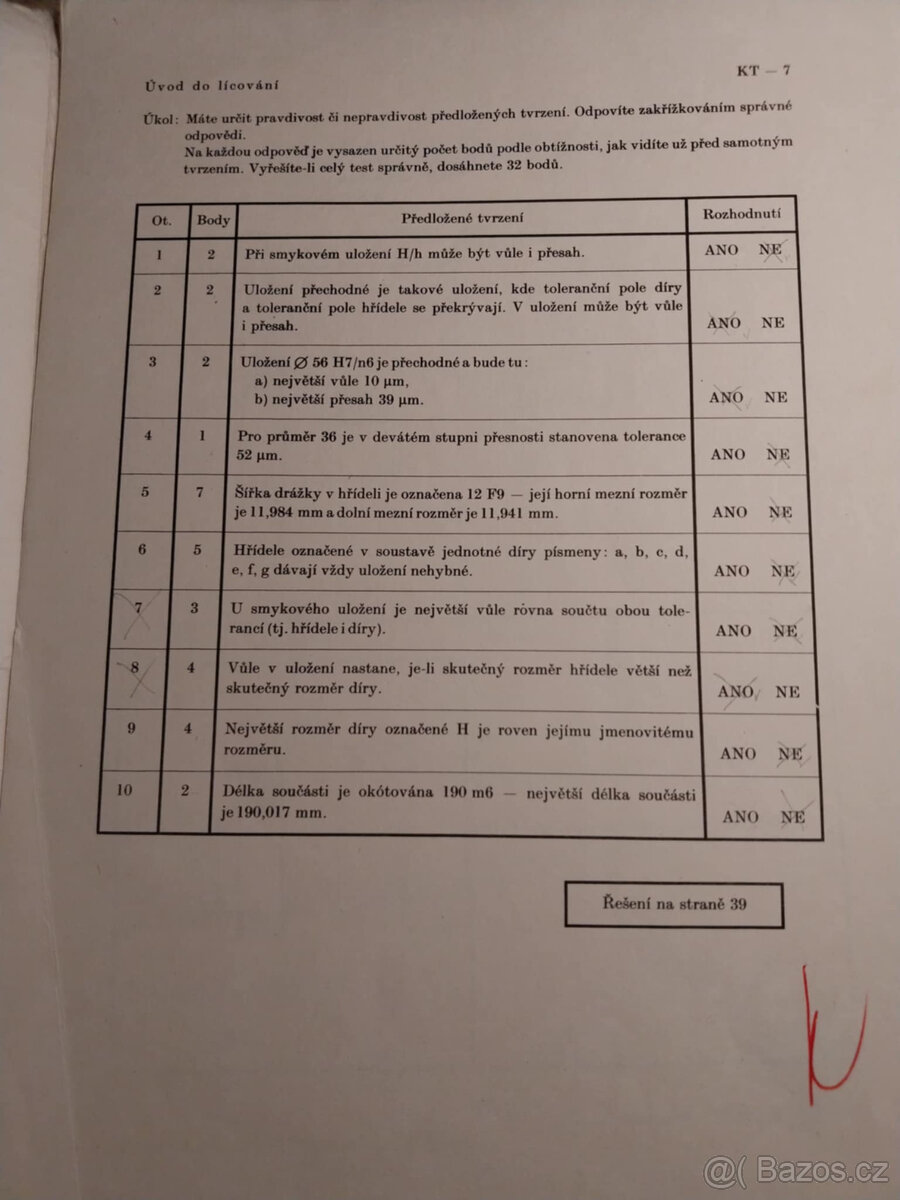 KT — 7
Úvod do lícování
Úkol: Máte určit pravdivost či nepravdivost předložených tvrzení. Odpovíte zakřížkováním správné
odpovědi.
Na každou odpověď je vysazen určitý počet bodů podle obtížnosti, jak vidíte už před samotným
tvrzením. Vyřešíte-li celý test správně, dosáhnete 32 bodů.
Ot. Body Předložené tvrzení Rozhodnutí
1 2 Při smykovém uložení H/h může být vůle i přesah. ANO NE
2 2 Uložení přechodné je takové uložení, kde toleranční pole díry
a toleranční pole hřídele se překrývají. V uložení může být vůle
i přesah. ANO NE
3 2 Uložení ∅ 56 H7/n6 je přechodné a bude tu:
a) největší vůle 10 μm,
b) největší přesah 39 μm. ANO NE
4 1 Pro průměr 36 je v devátém stupni přesnosti stanovena tolerance
52 μm. ANO NE
5 7 Šířka drážky v hřídeli je označena 12 F9 — její horní mezní rozměr
je 11,984 mm a dolní mezní rozměr je 11,941 mm. ANO NE
6 5 Hřídele označené v soustavě jednotné díry písmeny: a, b, c, d,
e, f, g dávají vždy uložení nehybné. ANO NE
7 3 U smykového uložení je největší vůle rovna součtu obou tole-
rancí (tj. hřídele i díry). ANO NE
8 4 Vůle v uložení nastane, je-li skutečný rozměr hřídele větší než
skutečný rozměr díry. ANO NE
9 4 Největší rozměr díry označené H je roven jejímu jmenovitému
rozměru. ANO NE
10 2 Délka součásti je okótována 190 m6 — největší délka součásti
je 190,017 mm. ANO NE
Řešení na straně 39
@( Bazos.cz